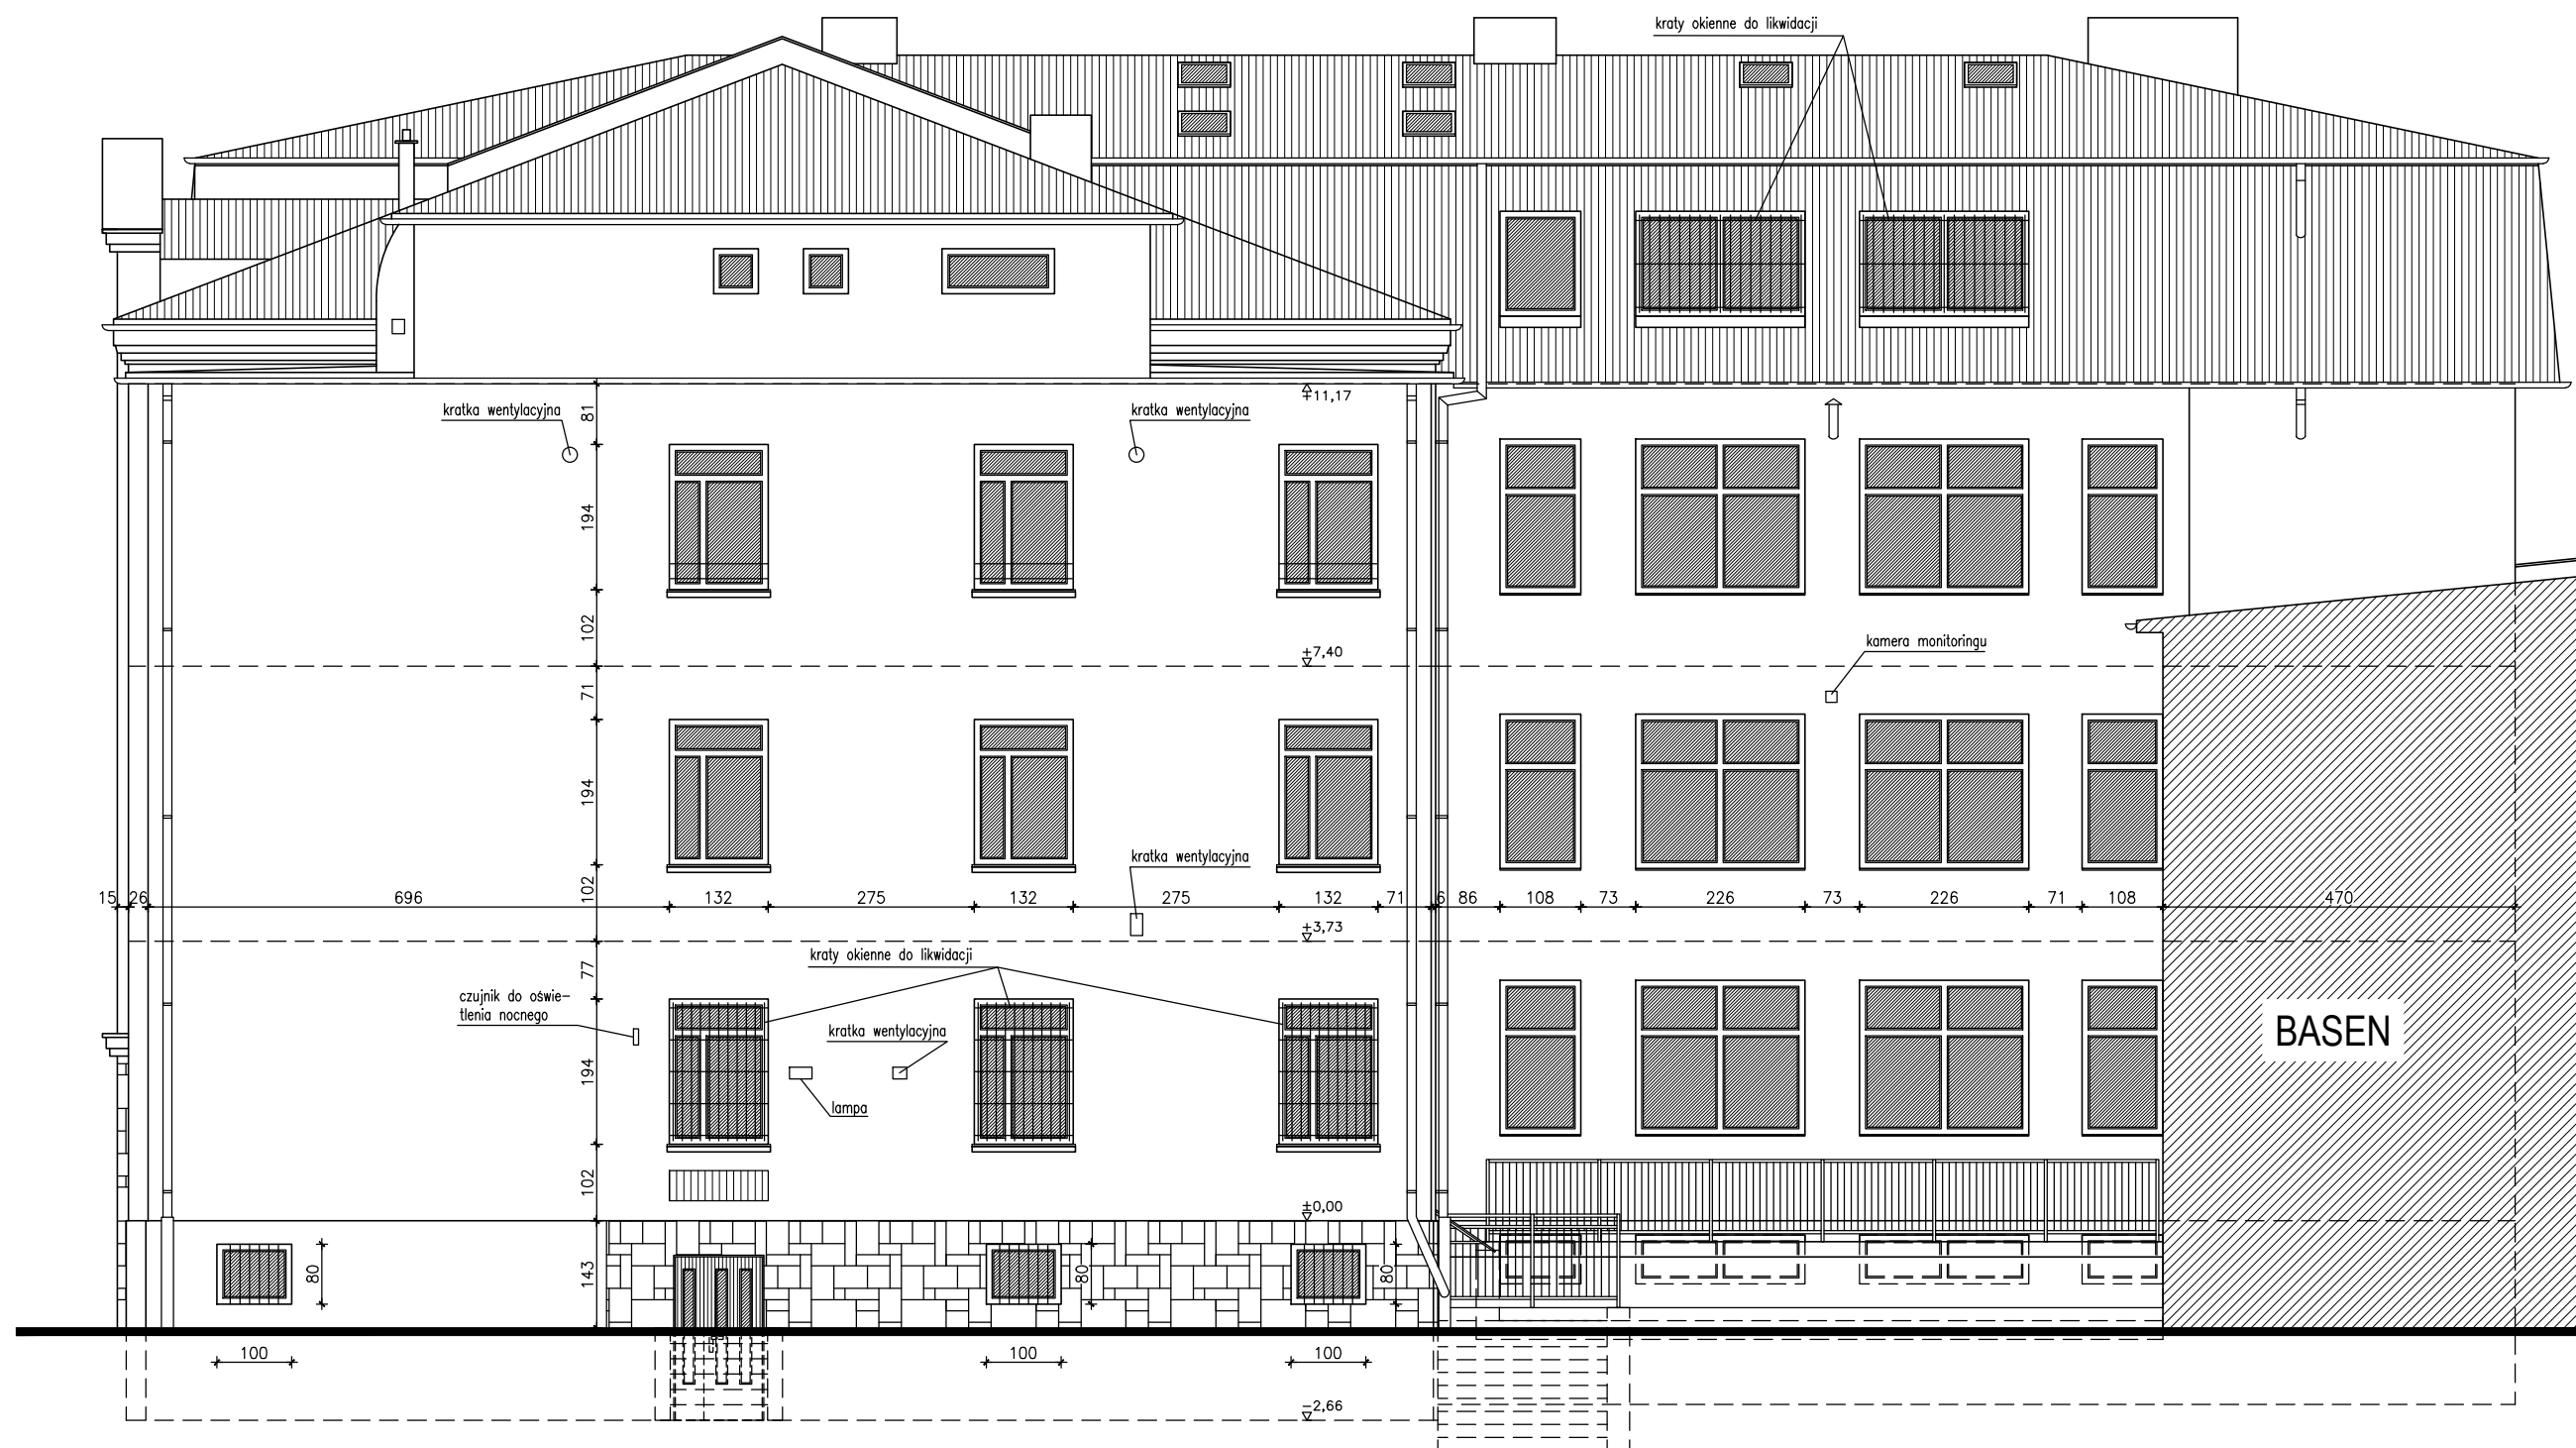 kraty okienne do likwidacji
kratka wentylacyjna
kratka wentylacyjna
+11,17
81
194
102
+7,40
kamera monitoringu
71
194
kratka wentylacyjna
102
15 26 696 132 275 132 275 132 71 6 86 108 73 226 73 226 71 108 470
+3,73
kraty okienne do likwidacji
77
czujnik do oświe-
tlenia nocnego
kratka wentylacyjna
BASEN
194
lampa
102
±0,00
80
143
80
80
100
100
100
-2,66